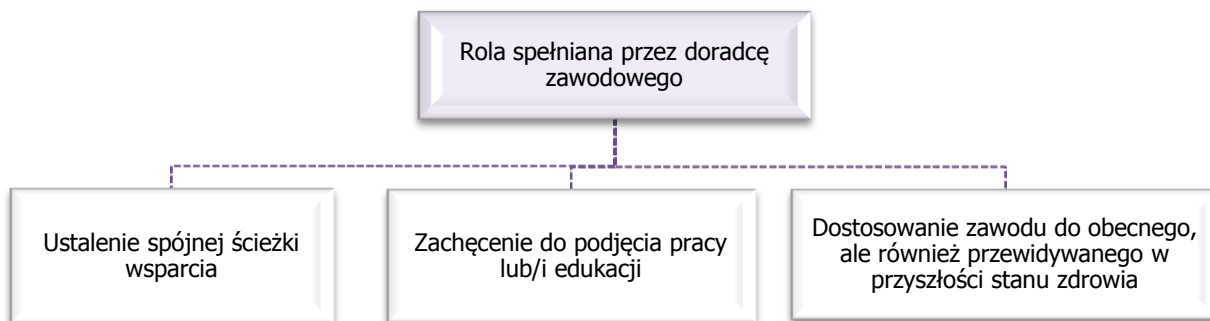 Rola spełniana przez doradcę
zawodowego
Ustalenie spójnej ścieżki
wsparcia
Zachęcenie do podjęcia pracy
lub/i edukacji
Dostosowanie zawodu do obecnego,
ale również przewidywanego w
przyszłości stanu zdrowia